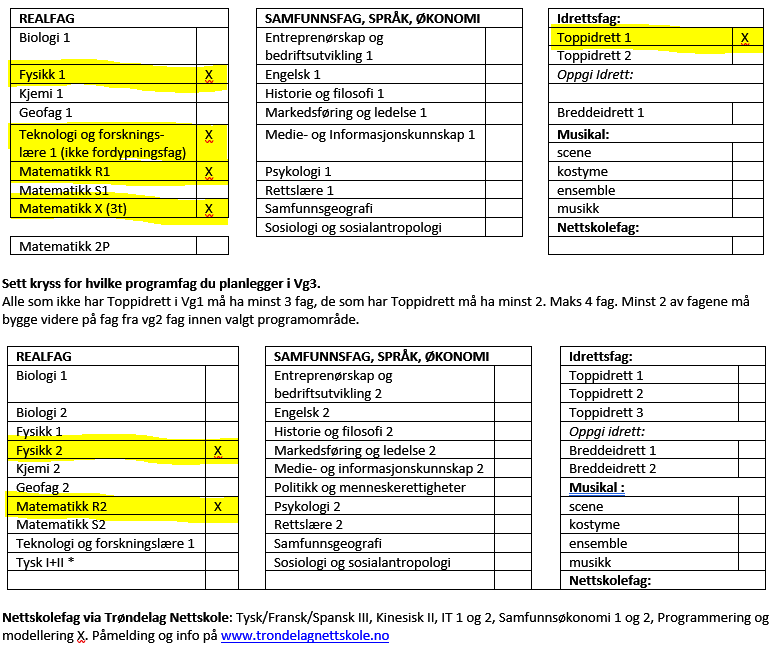 REALFAG
Biologi 1
Fysikk 1 X
Kjemi 1
Geofag 1
Teknologi og forsknings- X
lære 1 (ikke fordypningsfag)
Matematikk R1 X
Matematikk S1
Matematikk X (3t) X
Matematikk 2P
SAMFUNNSFAG, SPRÅK, ØKONOMI
Entreprenørskap og
bedriftsutvikling 1
Engelsk 1
Historie og filosofi 1
Markedsføring og ledelse 1
Medie- og Informasjonskunnskap 1
Psykologi 1
Rettslære 1
Samfunnsgeografi
Sosiologi og sosialantropologi
Idrettsfag:
Toppidrett 1 X
Toppidrett 2
Oppgi Idrett:
Breddeidrett 1
Musikal:
scene
kostyme
ensemble
musikk
Nettskolefag:
Sett kryss for hvilke programfag du planlegger i Vg3.
Alle som ikke har Toppidrett i Vg1 må ha minst 3 fag, de som har Toppidrett må ha minst 2. Maks 4 fag. Minst 2 av fagene må
bygge videre på fag fra vg2 fag innen valgt programområde.
REALFAG
Biologi 1
Biologi 2
Fysikk 1
Fysikk 2 X
Kjemi 2
Geofag 2
Matematikk R2 X
Matematikk S2
Teknologi og forskningslære 1
Tysk I+II *
SAMFUNNSFAG, SPRÅK, ØKONOMI
Entreprenørskap og
bedriftsutvikling 2
Engelsk 2
Historie og filosofi 2
Markedsføring og ledelse 2
Medie- og informasjonskunnskap 2
Politikk og menneskerettigheter
Psykologi 2
Rettslære 2
Samfunnsgeografi
Sosiologi og sosialantropologi
Idrettsfag:
Toppidrett 1
Toppidrett 2
Toppidrett 3
Oppgi idrett:
Breddeidrett 1
Breddeidrett 2
Musikal :
scene
kostyme
ensemble
musikk
Nettskolefag:
Nettskolefag via Trøndelag Nettskole: Tysk/Fransk/Spansk III, Kinesisk II, IT 1 og 2, Samfunnsøkonomi 1 og 2, Programmering og
modellering X. Påmelding og info på www.trondelagnettskole.no